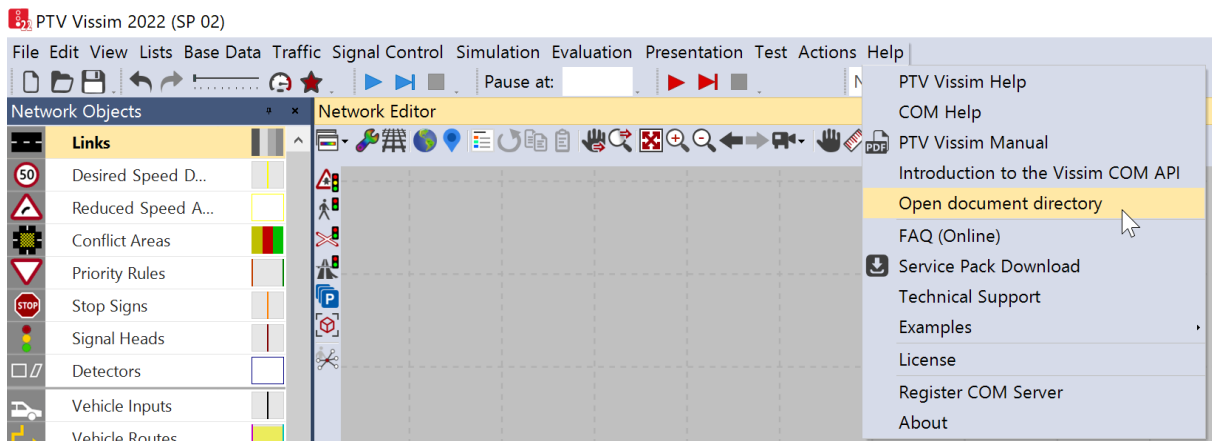 PTV Vissim 2022 (SP 02)
File Edit View Lists Base Data Traffic Signal Control Simulation Evaluation Presentation Test Actions Help
Pause at:
N
Network Objects
Network Editor
Links
50
Desired Speed D...
Reduced Speed A...
Conflict Areas
Priority Rules
STOP
Stop Signs
Signal Heads
Detectors
Vehicle Inputs
Vehicle Routes
P
PTV Vissim Help
COM Help
PDF
PTV Vissim Manual
Introduction to the Vissim COM API
Open document directory
FAQ (Online)
Service Pack Download
Technical Support
Examples
License
Register COM Server
About